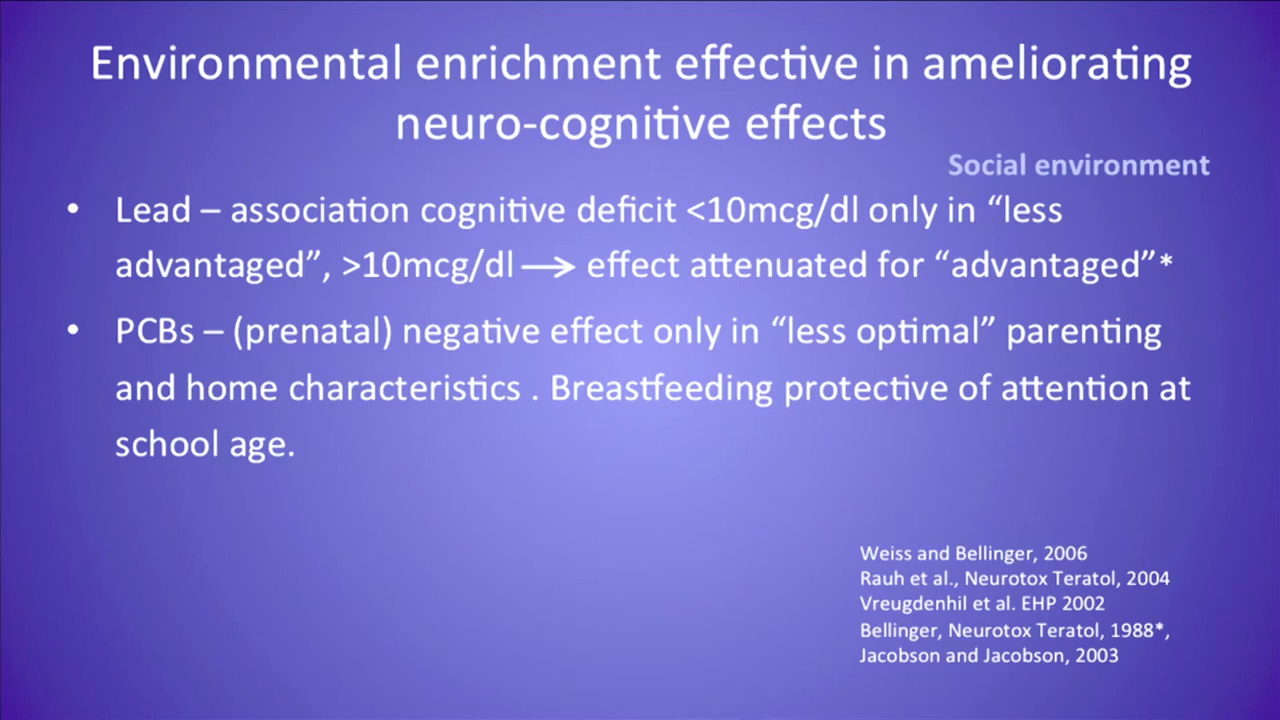 Environmental enrichment effective in ameliorating
neuro-cognitive effects
Social environment
• Lead – association cognitive deficit <10mcg/dl only in “less
advantaged”, >10mcg/dl → effect attenuated for “advantaged”*
• PCBs – (prenatal) negative effect only in “less optimal” parenting
and home characteristics . Breastfeeding protective of attention at
school age.
Weiss and Bellinger, 2006
Rauh et al., Neurotox Teratol, 2004
Vreugdenhil et al. EHP 2002
Bellinger, Neurotox Teratol, 1988*,
Jacobson and Jacobson, 2003